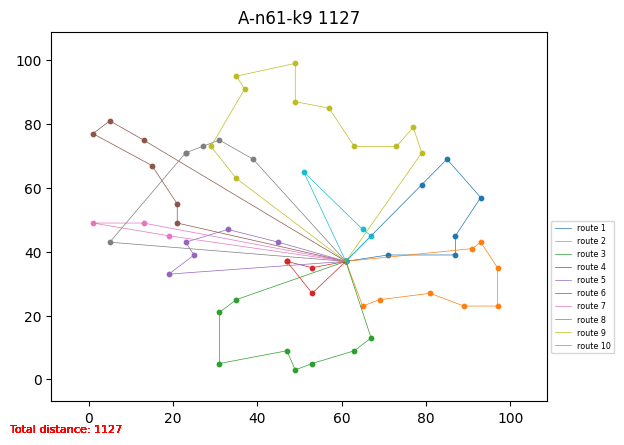 A-n61-k9 1127
100
80
60
40
20
0
0 20 40 60 80 100
route 1
route 2
route 3
route 4
route 5
route 6
route 7
route 8
route 9
route 10
Total distance: 1127